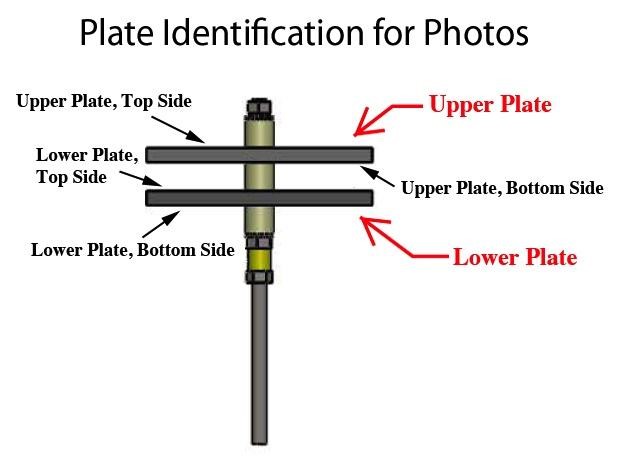 Plate Identification for Photos
Upper Plate, Top Side
Upper Plate
Lower Plate,
Top Side
Upper Plate, Bottom Side
Lower Plate, Bottom Side
Lower Plate